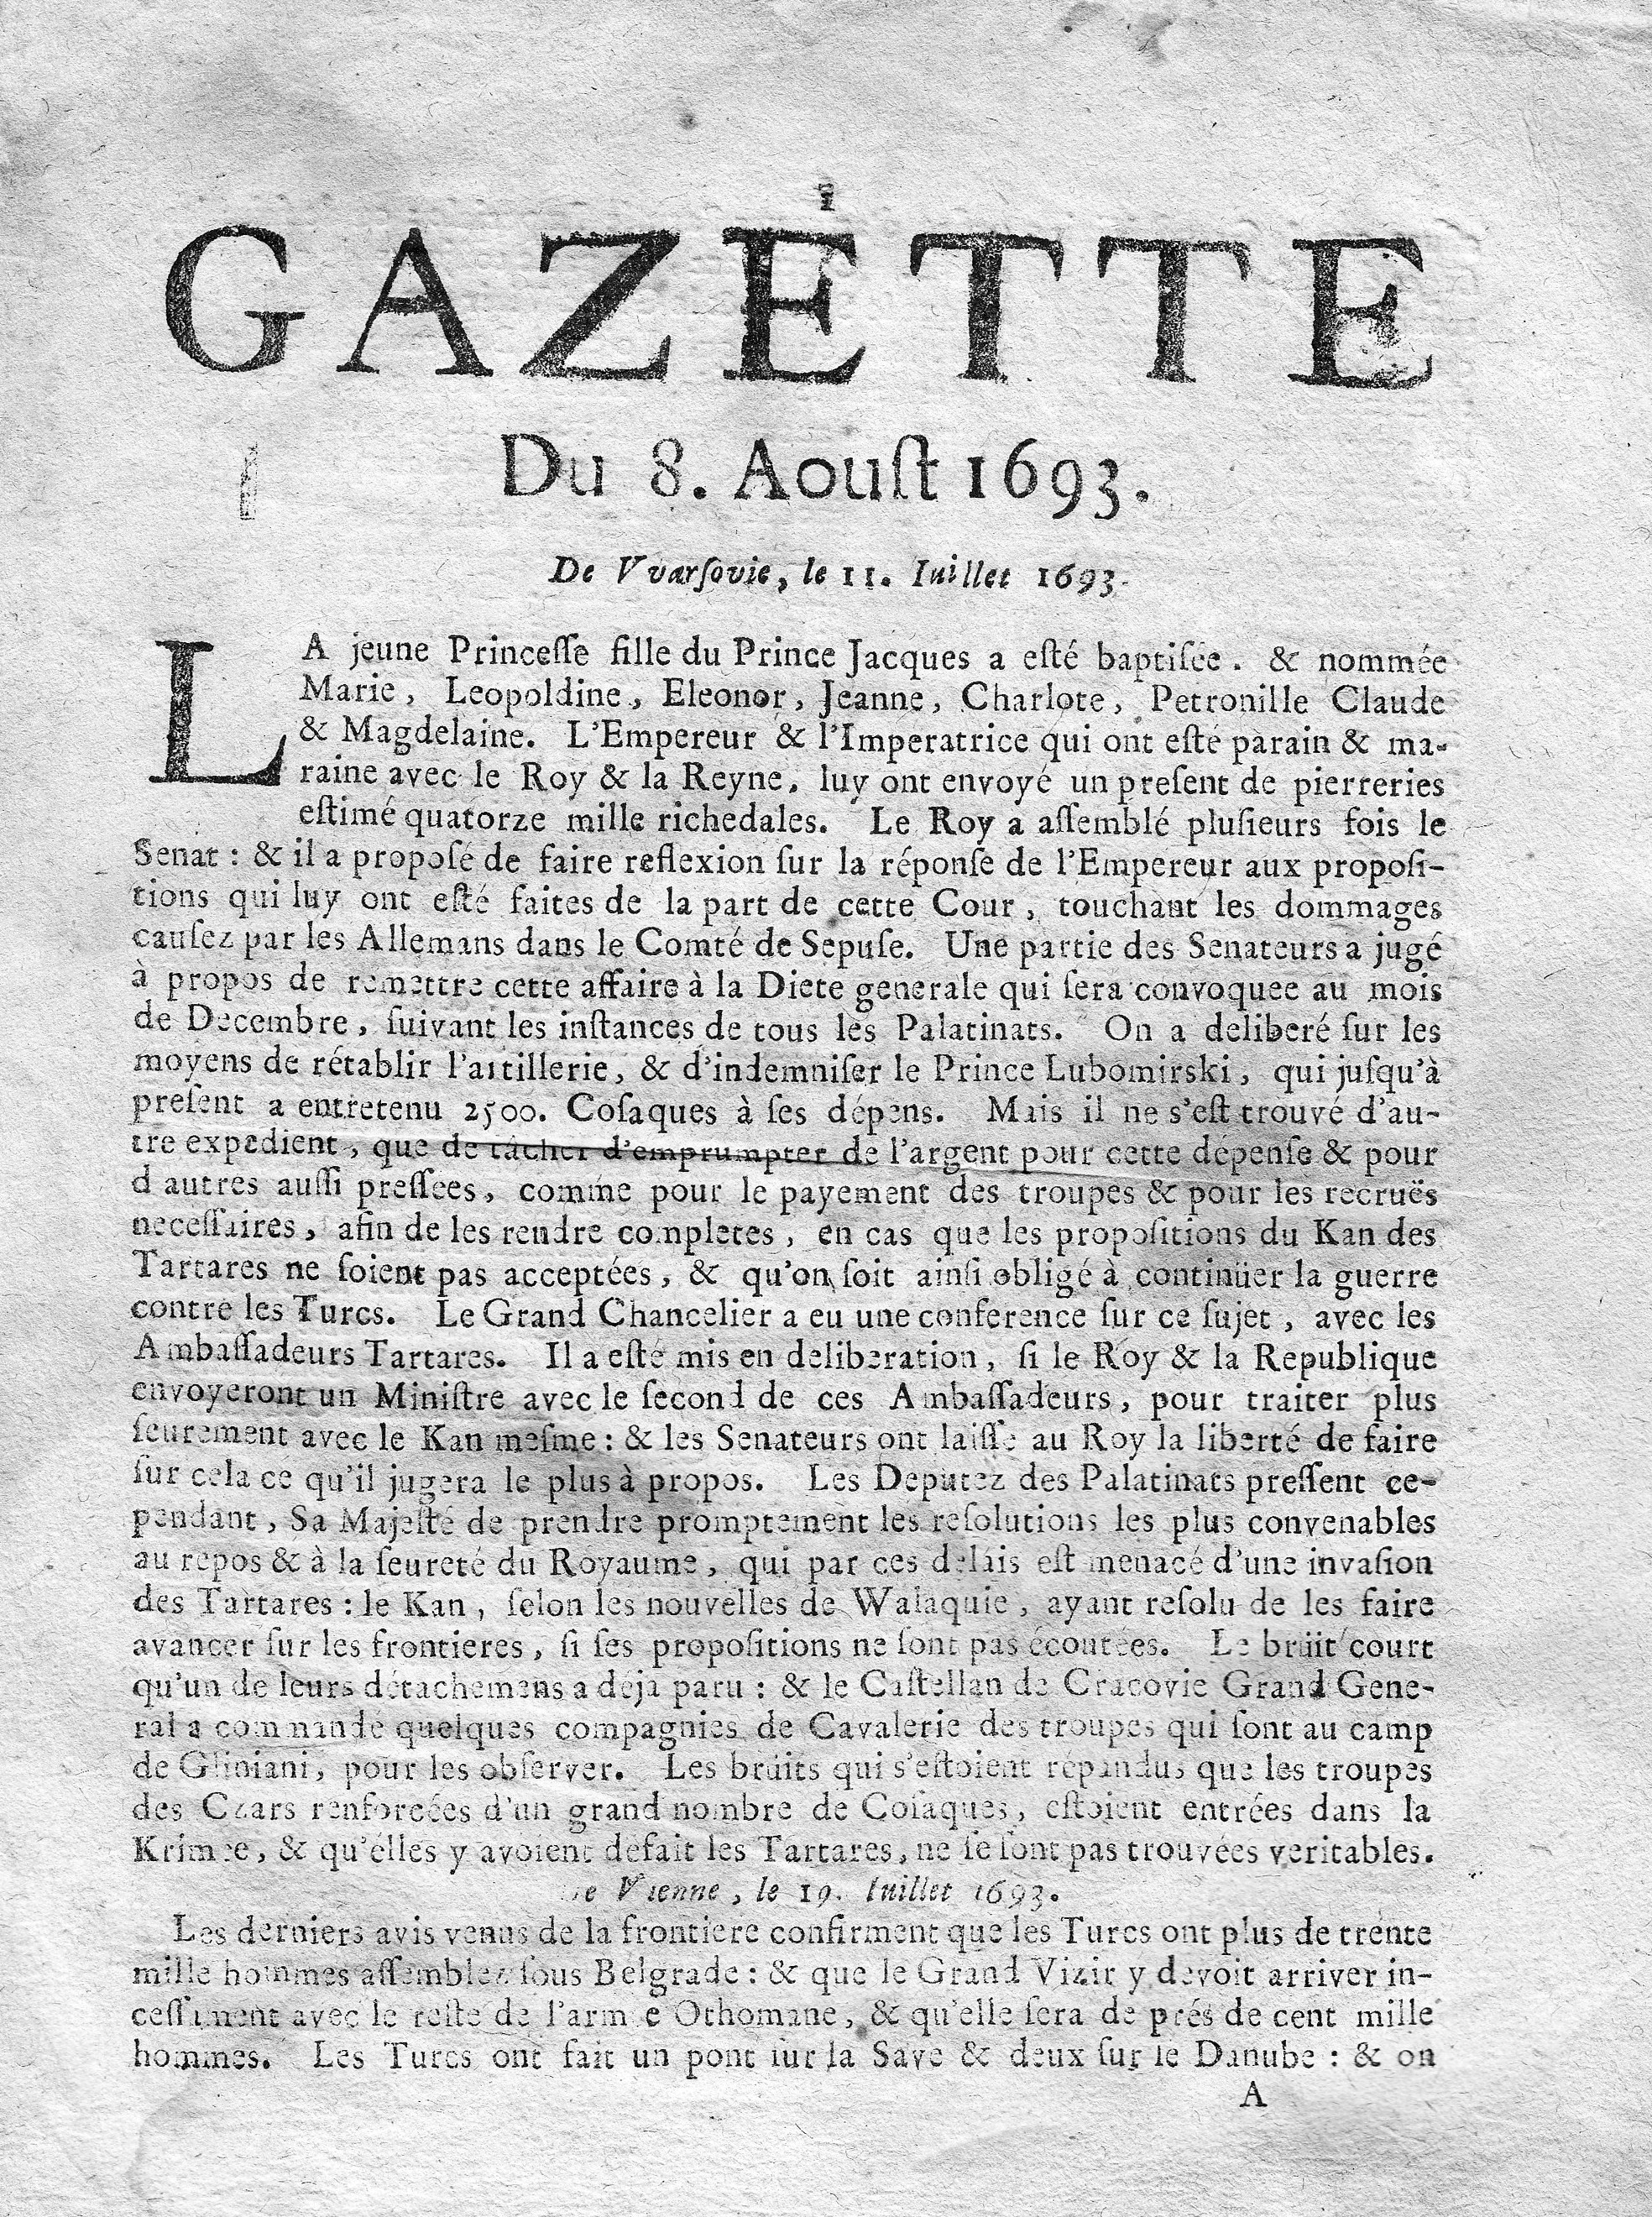 GAZETTE
Du 8. Aouſt 1693.
De Vvarſovie, le 11. Iuillet 1693.
LA jeune Princeſſe fille du Prince Jacques a eſté baptiſée. & nommée
Marie, Leopoldine, Eleonor, Jeanne, Charlote, Petronille Claude
& Magdelaine. L'Empereur & l'Imperatrice qui ont eſté parain & ma-
raine avec le Roy & la Reyne, luy ont envoyé un preſent de pierreries
eſtimé quatorze mille richedales. Le Roy a aſſemblé pluſieurs fois le
Senat : & il a propoſé de faire reflexion ſur la réponſe de l'Empereur aux propoſi-
tions qui luy ont eſté faites de la part de cette Cour, touchant les dommages
cauſez par les Allemans dans le Comté de Sepuſe. Une partie des Senateurs a jugé
à propos de remettre cette affaire à la Diete generale qui ſera convoquee au mois
de Decembre, ſuivant les inſtances de tous les Palatinats. On a deliberé ſur les
moyens de rétablir l'artillerie, & d'indemniſer le Prince Lubomirski, qui juſqu'à
preſent a entretenu 2500. Coſaques à ſes dépens. Mais il ne s'eſt trouvé d'au-
tre expedient, que de tâcher d'emprumpter de l'argent pour cette dépenſe & pour
d autres auſſi preſſées, comme pour le payement des troupes & pour les recruës
neceſſaires, afin de les rendre completes, en cas que les propoſitions du Kan des
Tartares ne ſoient pas acceptées, & qu'on ſoit ainſi obligé à continüer la guerre
contre les Turcs. Le Grand Chancelier a eu une conference ſur ce ſujet, avec les
Ambaſſadeurs Tartares. Il a eſté mis en deliberation, ſi le Roy & la Republique
envoyeront un Miniſtre avec le ſecond de ces Ambaſſadeurs, pour traiter plus
ſeurement avec le Kan meſme : & les Senateurs ont laiſſé au Roy la liberté de faire
ſur cela ce qu'il jugera le plus à propos. Les Deputez des Palatinats preſſent ce-
pendant, Sa Majeſté de prendre promptement les reſolutions les plus convenables
au repos & à la ſeureté du Royaume, qui par ces delais eſt menacé d'une invaſion
des Tartares : le Kan, ſelon les nouvelles de Walaquie, ayant reſolu de les faire
avancer ſur les frontieres, ſi ſes propoſitions ne ſont pas écoutées. Le bruit court
qu'un de leurs détachemens a déja paru : & le Caſtellan de Cracovie Grand Gene-
ral a commandé quelques compagnies de Cavalerie des troupes qui ſont au camp
de Gliniani, pour les obſerver. Les bruits qui s'eſtoient répandus que les troupes
des Czars renforcées d'un grand nombre de Coſaques, eſtoient entrées dans la
Krimée, & qu'elles y avoient defait les Tartares, ne ſe ſont pas trouvées veritables.
De Vienne, le 19. Iuillet 1693.
Les derniers avis venus de la frontiere confirment que les Turcs ont plus de trente
mille hommes aſſemblez ſous Belgrade : & que le Grand Vizir y devoit arriver in-
ceſſament avec le reſte de l'armée Othomane, & qu'elle ſera de prés de cent mille
hommes. Les Turcs ont fait un pont ſur la Save & deux ſur le Danube : & on
A